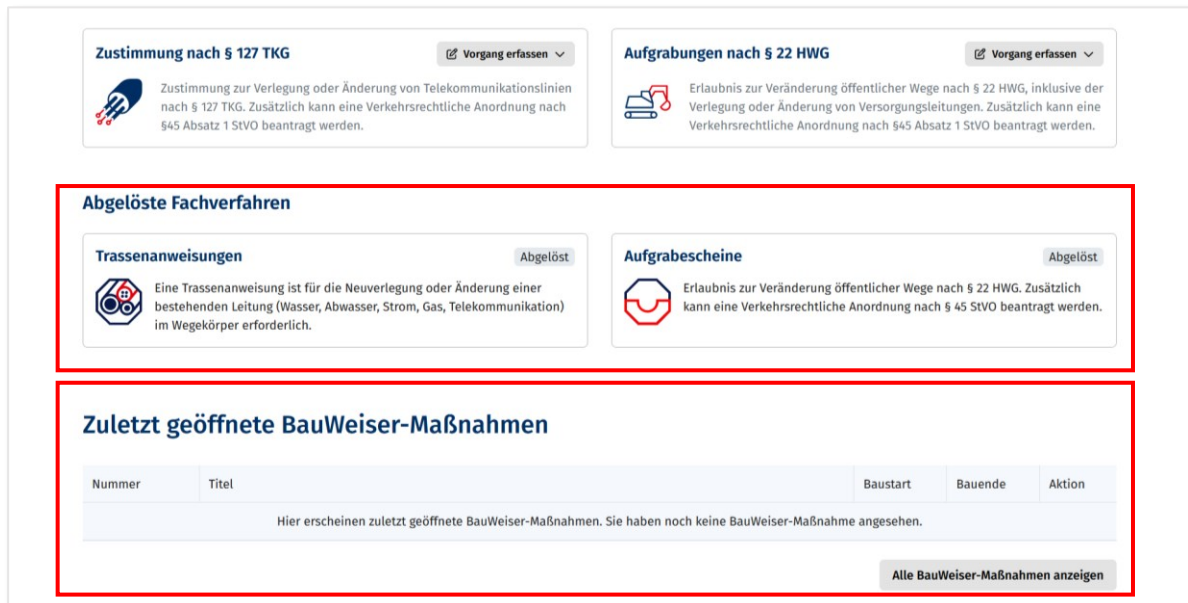 Zustimmung nach § 127 TKG
Vorgang erfassen
Zustimmung zur Verlegung oder Änderung von Telekommunikationslinien
nach § 127 TKG. Zusätzlich kann eine Verkehrsrechtliche Anordnung nach
§45 Absatz 1 StVO beantragt werden.
Aufgrabungen nach § 22 HWG
Vorgang erfassen
Erlaubnis zur Veränderung öffentlicher Wege nach § 22 HWG, inklusive der
Verlegung oder Änderung von Versorgungsleitungen. Zusätzlich kann eine
Verkehrsrechtliche Anordnung nach §45 Absatz 1 StVO beantragt werden.
Abgelöste Fachverfahren
Trassenanweisungen
Abgelöst
Eine Trassenanweisung ist für die Neuverlegung oder Änderung einer
bestehenden Leitung (Wasser, Abwasser, Strom, Gas, Telekommunikation)
im Wegekörper erforderlich.
Aufgrabescheine
Abgelöst
Erlaubnis zur Veränderung öffentlicher Wege nach § 22 HWG. Zusätzlich
kann eine Verkehrsrechtliche Anordnung nach § 45 StVO beantragt werden.
Zuletzt geöffnete BauWeiser-Maßnahmen
Nummer Titel Baustart Bauende Aktion
Hier erscheinen zuletzt geöffnete BauWeiser-Maßnahmen. Sie haben noch keine BauWeiser-Maßnahme angesehen.
Alle BauWeiser-Maßnahmen anzeigen